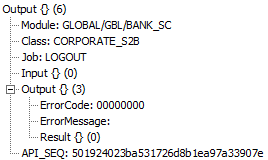 Output {} (6)
Module: GLOBAL/GBL/BANK_SC
Class: CORPORATE_S2B
Job: LOGOUT
Input {} (0)
Output {} (3)
ErrorCode: 00000000
ErrorMessage:
Result {} (0)
API_SEQ: 501924023ba531726d8b1ea97a33907e